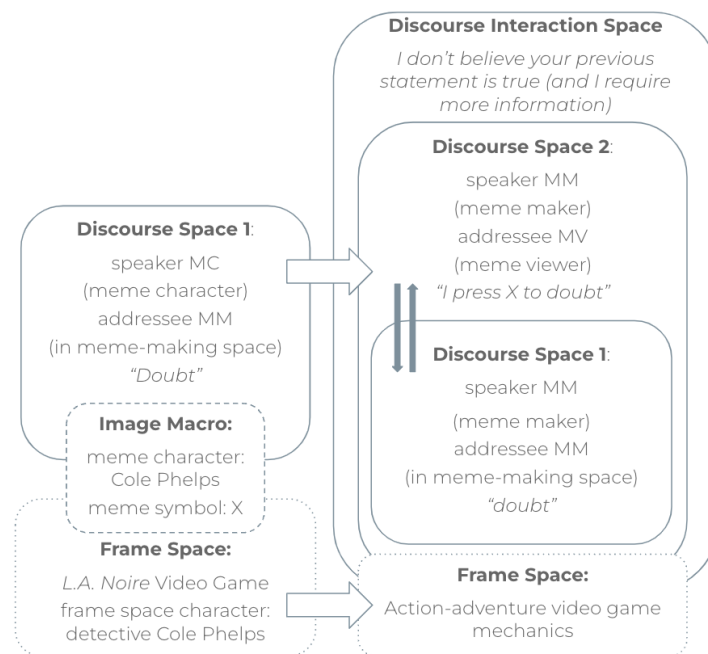 Discourse Interaction Space
I don't believe your previous
statement is true (and I require
more information)
Discourse Space 2:
speaker MM
(meme maker)
addressee MV
(meme viewer)
"I press X to doubt"
Discourse Space 1:
speaker MC
(meme character)
addressee MM
(in meme-making space)
"Doubt"
Discourse Space 1:
speaker MM
(meme maker)
addressee MM
(in meme-making space)
"doubt"
Image Macro:
meme character:
Cole Phelps
meme symbol: X
Frame Space:
L.A. Noire Video Game
frame space character:
detective Cole Phelps
Frame Space:
Action-adventure video game
mechanics